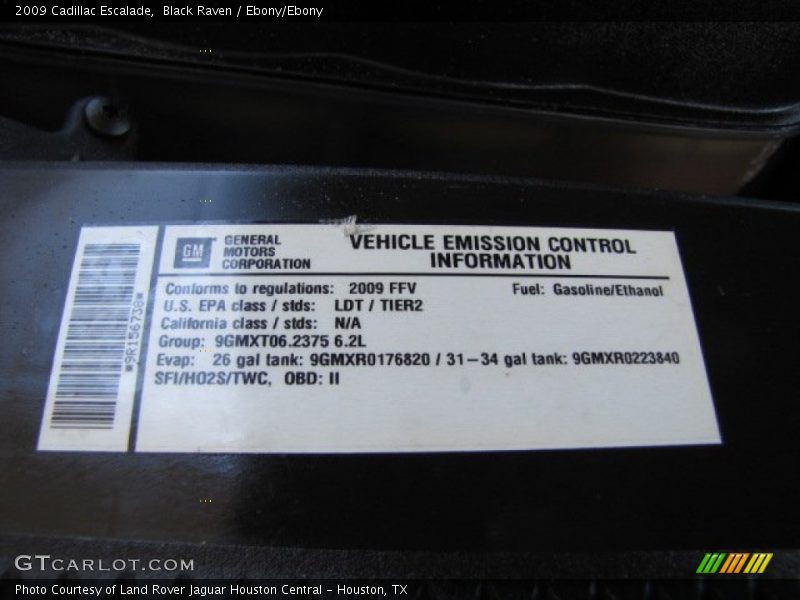 2009 Cadillac Escalade, Black Raven / Ebony/Ebony
GM
GENERAL
MOTORS
CORPORATION
VEHICLE EMISSION CONTROL
INFORMATION
Conforms to regulations: 2009 FFV Fuel: Gasoline/Ethanol
U.S. EPA class / stds: LDT / TIER2
California class / stds: N/A
Group: 9GMXT06.2375 6.2L
Evap: 26 gal tank: 9GMXR0176820 / 31-34 gal tank: 9GMXR0223840
SFI/HO2S/TWC, OBD: II
*9R156738*
GTCARLOT.COM
Photo Courtesy of Land Rover Jaguar Houston Central - Houston, TX